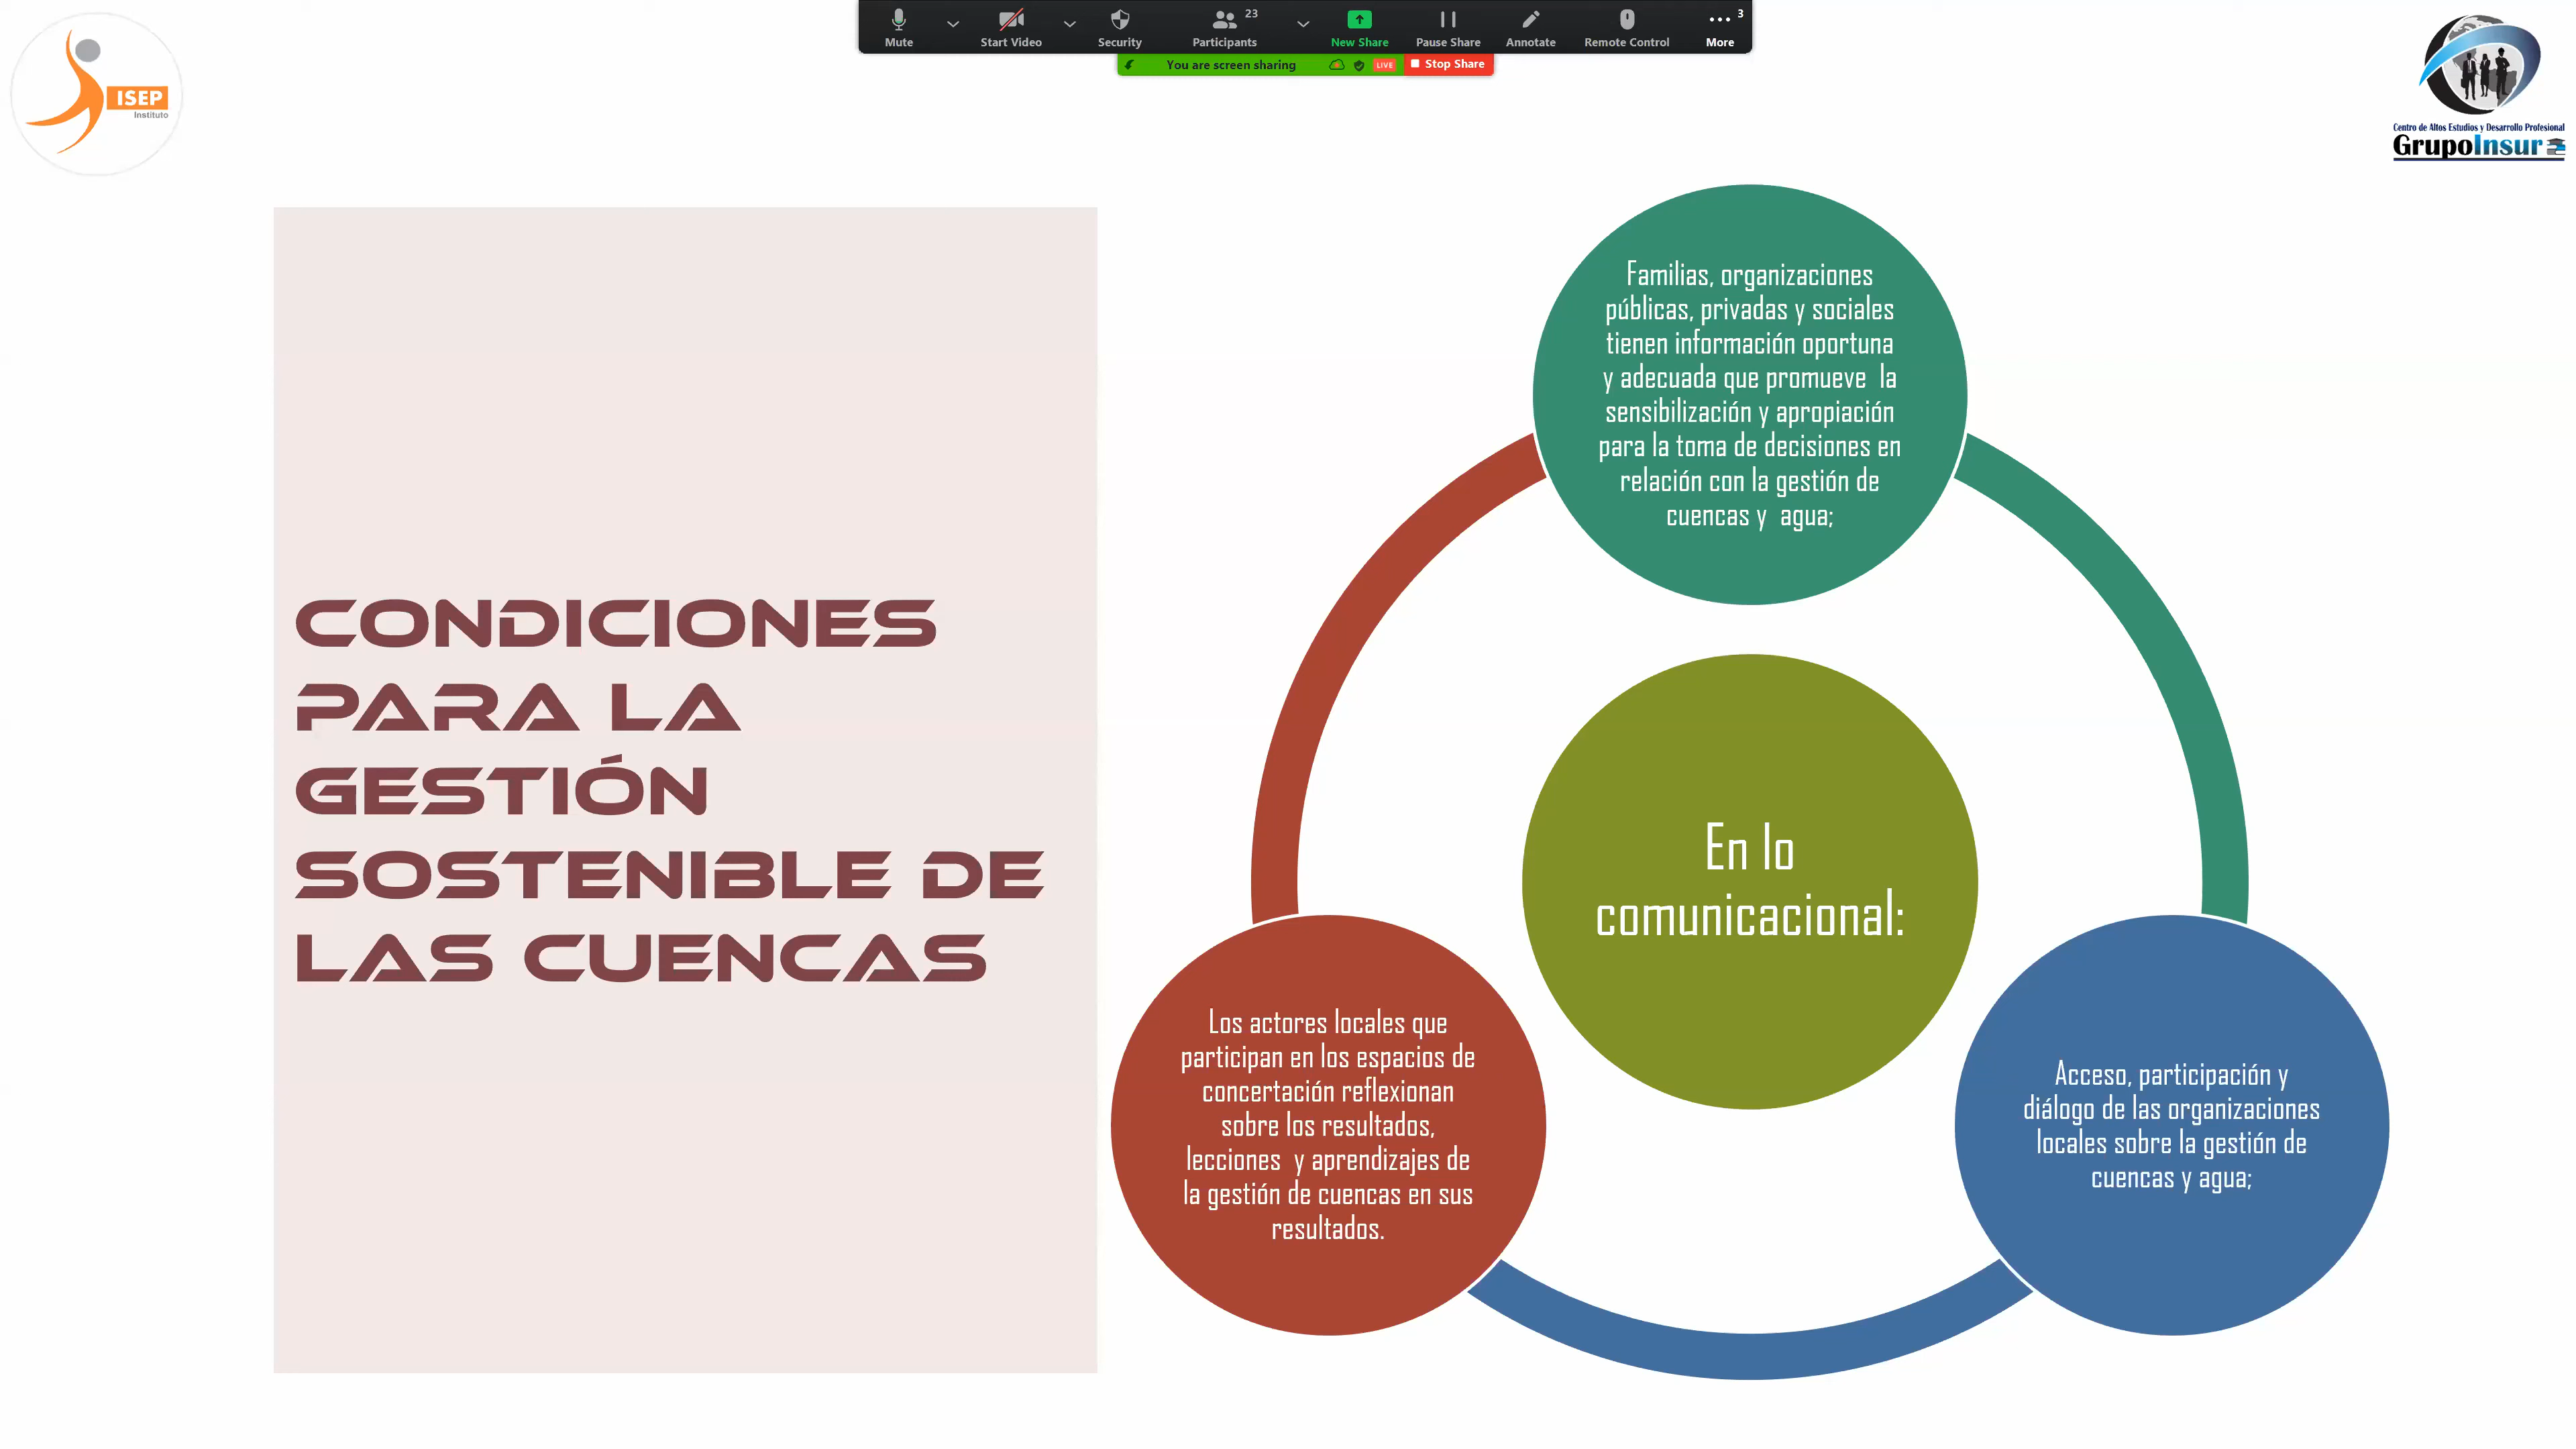 Mute
Start Video
Security
Participants
23
New Share
Pause Share
Annotate
Remote Control
More
3
You are screen sharing
LIVE
Stop Share
ISEP
Instituto
Centro de Altos Estudios y Desarrollo Profesional
GrupoInsur
CONDICIONES
PARA LA
GESTIÓN
SOSTENIBLE DE
LAS CUENCAS
Familias, organizaciones
públicas, privadas y sociales
tienen información oportuna
y adecuada que promueve  la
sensibilización y apropiación
para la toma de decisiones en
relación con la gestión de
cuencas y  agua;
En lo
comunicacional:
Acceso, participación y
diálogo de las organizaciones
locales sobre la gestión de
cuencas y agua;
Los actores locales que
participan en los espacios de
concertación reflexionan
sobre los resultados,
lecciones  y aprendizajes de
la gestión de cuencas en sus
resultados.